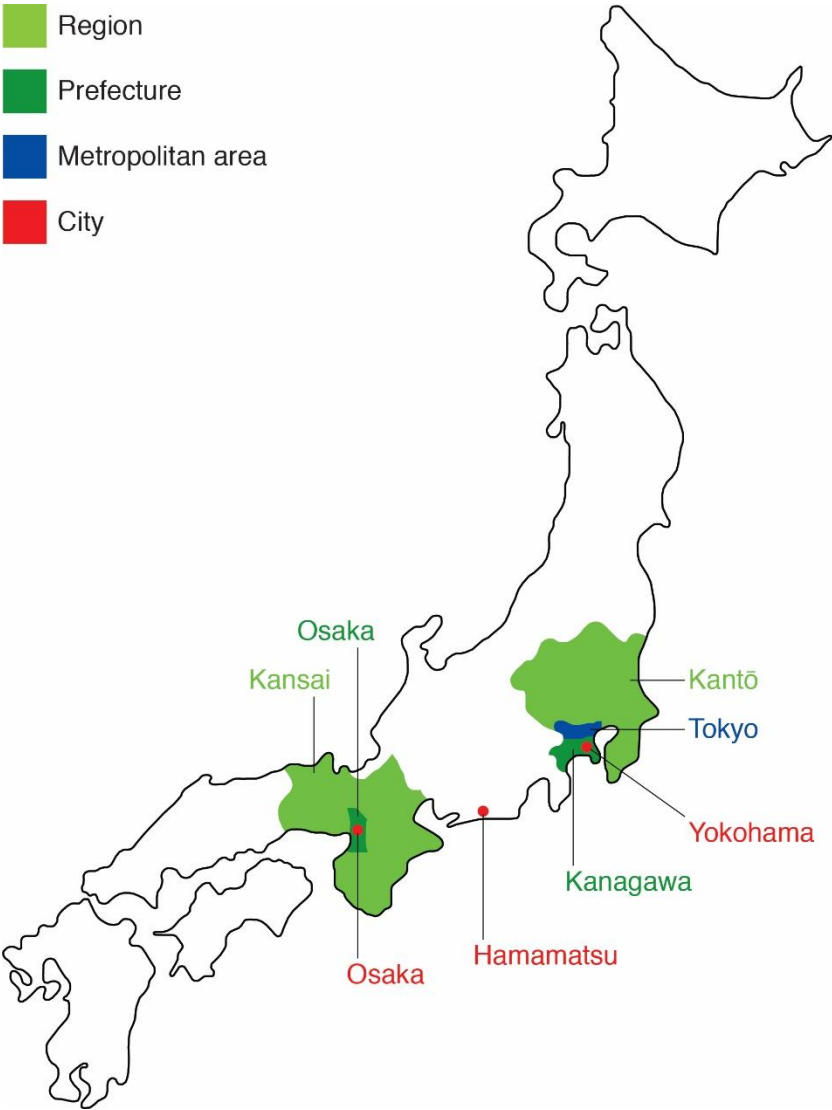 Region
Prefecture
Metropolitan area
City
Osaka
Kansai
Kantō
Tokyo
Yokohama
Kanagawa
Hamamatsu
Osaka